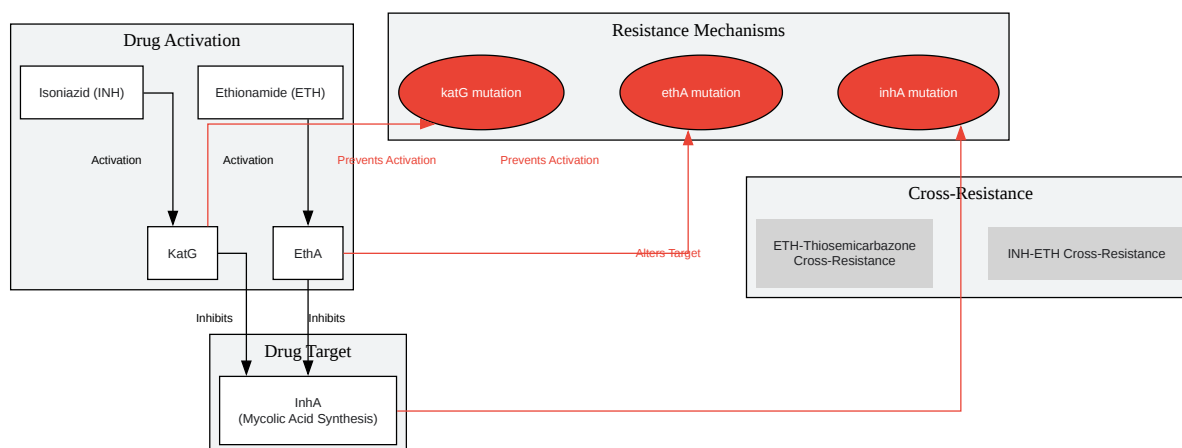 Drug Activation
Isoniazid (INH)
Ethionamide (ETH)
Activation
Activation
KatG
EthA
Resistance Mechanisms
katG mutation
ethA mutation
inhA mutation
Prevents Activation
Prevents Activation
Alters Target
Cross-Resistance
ETH-Thiosemicarbazone
Cross-Resistance
INH-ETH Cross-Resistance
Inhibits
Inhibits
Drug Target
InhA
(Mycolic Acid Synthesis)